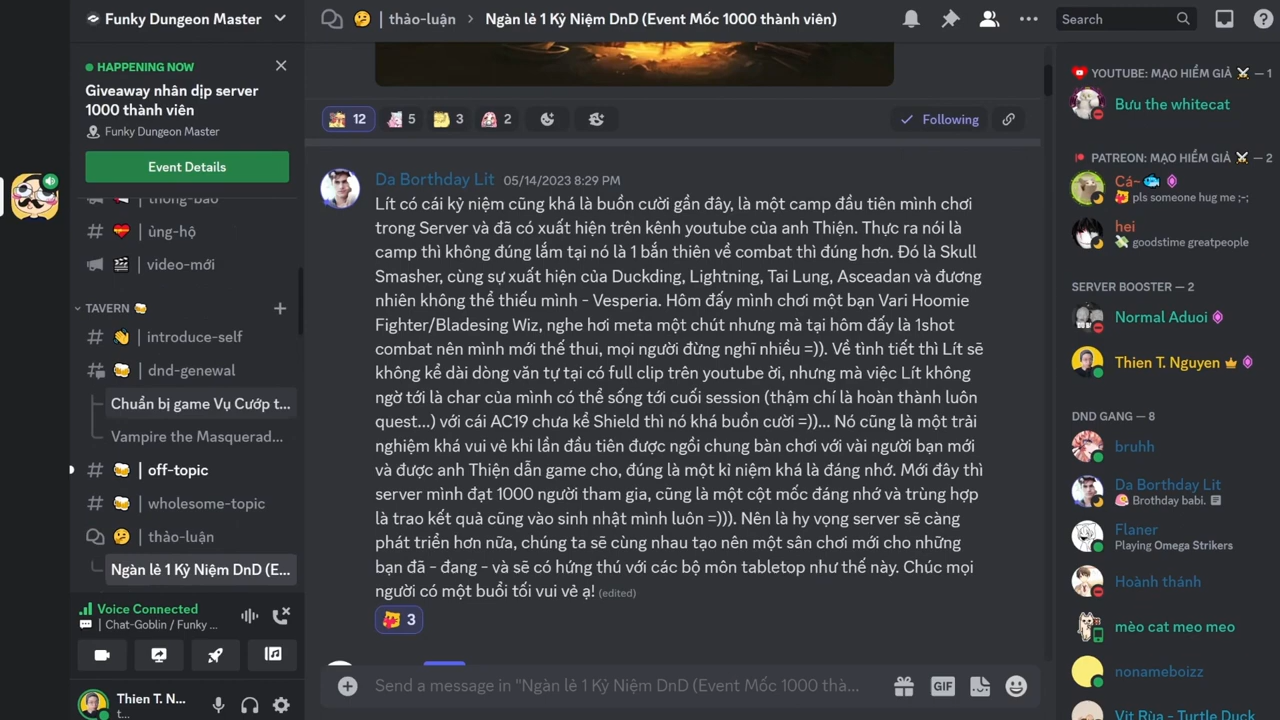 Funky Dungeon Master
| thảo-luận
Ngàn lẻ 1 Kỷ Niệm DnD (Event Mốc 1000 thành viên)
Search
HAPPENING NOW
Giveaway nhân dịp server
1000 thành viên
Funky Dungeon Master
Event Details
| thong-bao
| ủng-hộ
| video-mới
TAVERN
| introduce-self
| dnd-genewal
Chuẩn bị game Vụ Cướp t...
Vampire the Masquerad...
| off-topic
| wholesome-topic
| thảo-luận
Ngàn lẻ 1 Kỷ Niệm DnD (E...
Voice Connected
Chat-Goblin / Funky ...
Thien T. N...
t...
12
5
3
2
Following
Da Borthday Lit 05/14/2023 8:29 PM
Lít có cái kỷ niệm cũng khá là buồn cười gần đây, là một camp đầu tiên mình chơi
trong Server và đã có xuất hiện trên kênh youtube của anh Thiện. Thực ra nói là
camp thì không đúng lắm tại nó là 1 bắn thiên về combat thì đúng hơn. Đó là Skull
Smasher, cùng sự xuất hiện của Duckding, Lightning, Tai Lung, Asceadan và đương
nhiên không thể thiếu mình - Vesperia. Hôm đấy mình chơi một bạn Vari Hoomie
Fighter/Bladesing Wiz, nghe hơi meta một chút nhưng mà tại hôm đấy là 1shot
combat nên mình mới thế thui, mọi người đừng nghĩ nhiều =)). Về tình tiết thì Lít sẽ
không kể dài dòng văn tự tại có full clip trên youtube ời, nhưng mà việc Lít không
ngờ tới là char của mình có thể sống tới cuối session (thậm chí là hoàn thành luôn
quest...) với cái AC19 chưa kể Shield thì nó khá buồn cười =))... Nó cũng là một trải
nghiệm khá vui vẻ khi lần đầu tiên được ngồi chung bàn chơi với vài người bạn mới
và được anh Thiện dẫn game cho, đúng là một kỉ niệm khá là đáng nhớ. Mới đây thì
server mình đạt 1000 người tham gia, cũng là một cột mốc đáng nhớ và trùng hợp
là trao kết quả cũng vào sinh nhật mình luôn =))). Nên là hy vọng server sẽ càng
phát triển hơn nữa, chúng ta sẽ cùng nhau tạo nên một sân chơi mới cho những
bạn đã - đang - và sẽ có hứng thú với các bộ môn tabletop như thế này. Chúc mọi
người có một buổi tối vui vẻ ạ! (edited)
3
Send a message in "Ngàn lẻ 1 Kỷ Niệm DnD (Event Mốc 1000 thà...
GIF
YOUTUBE: MẠO HIỂM GIẢ — 1
Bưu the whitecat
PATREON: MẠO HIỂM GIẢ — 2
Cá~
pls someone hug me ;-;
hei
goodstime greatpeople
SERVER BOOSTER — 2
Normal Aduoi
Thien T. Nguyen
DND GANG — 8
bruhh
Da Borthday Lit
Brothday babi.
Flaner
Playing Omega Strikers
Hoành thánh
mèo cat meo meo
nonameboizz
Vịt Rùa - Turtle Duck